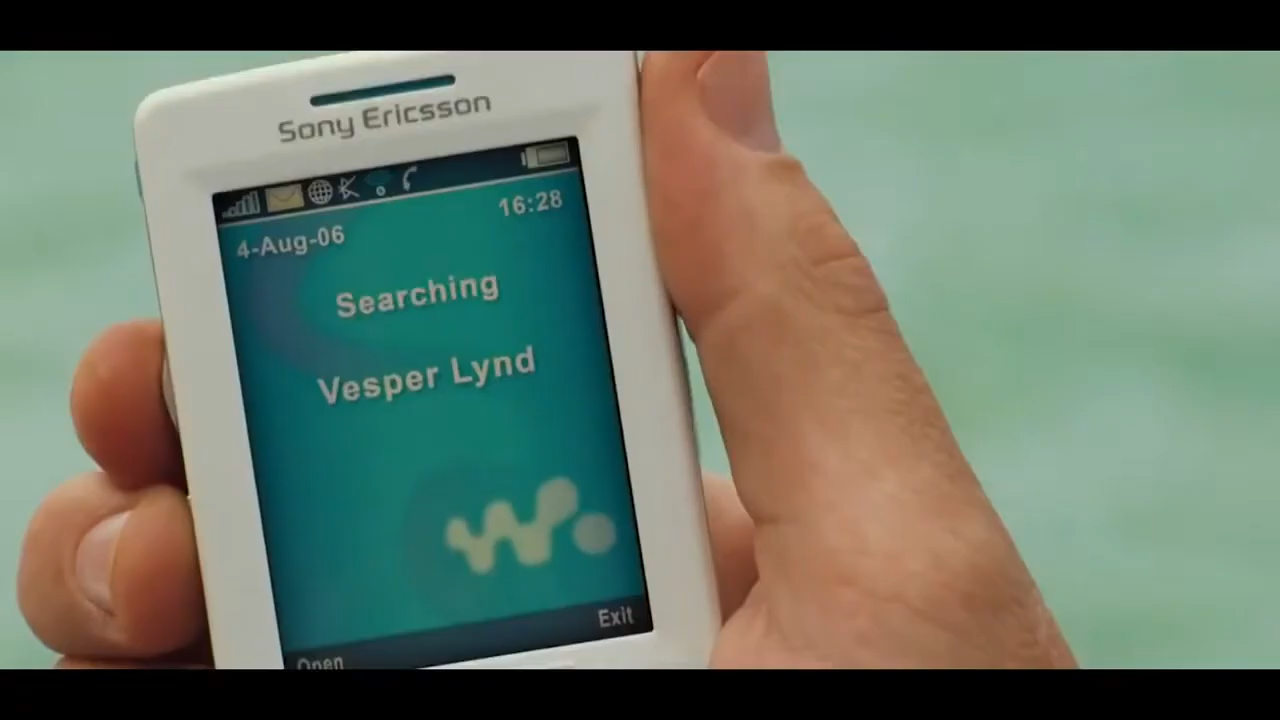 Sony Ericsson
16:28
4-Aug-06
Searching
Vesper Lynd
Exit
Open